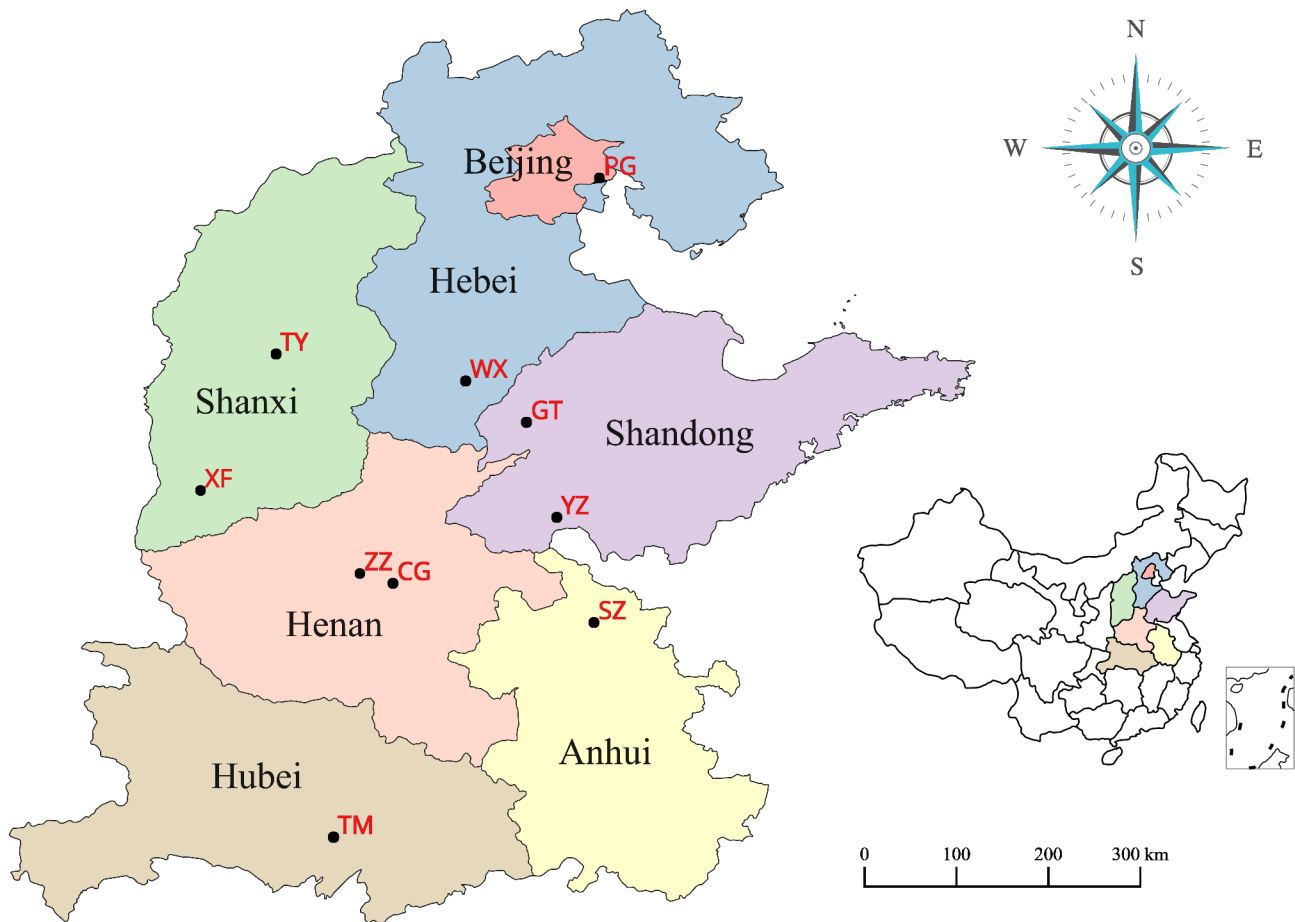 N
W
E
S
Beijing
PG
Hebei
TY
WX
Shanxi
GT
Shandong
XF
YZ
ZZ
CG
Henan
SZ
Anhui
Hubei
TM
0 100 200 300 km